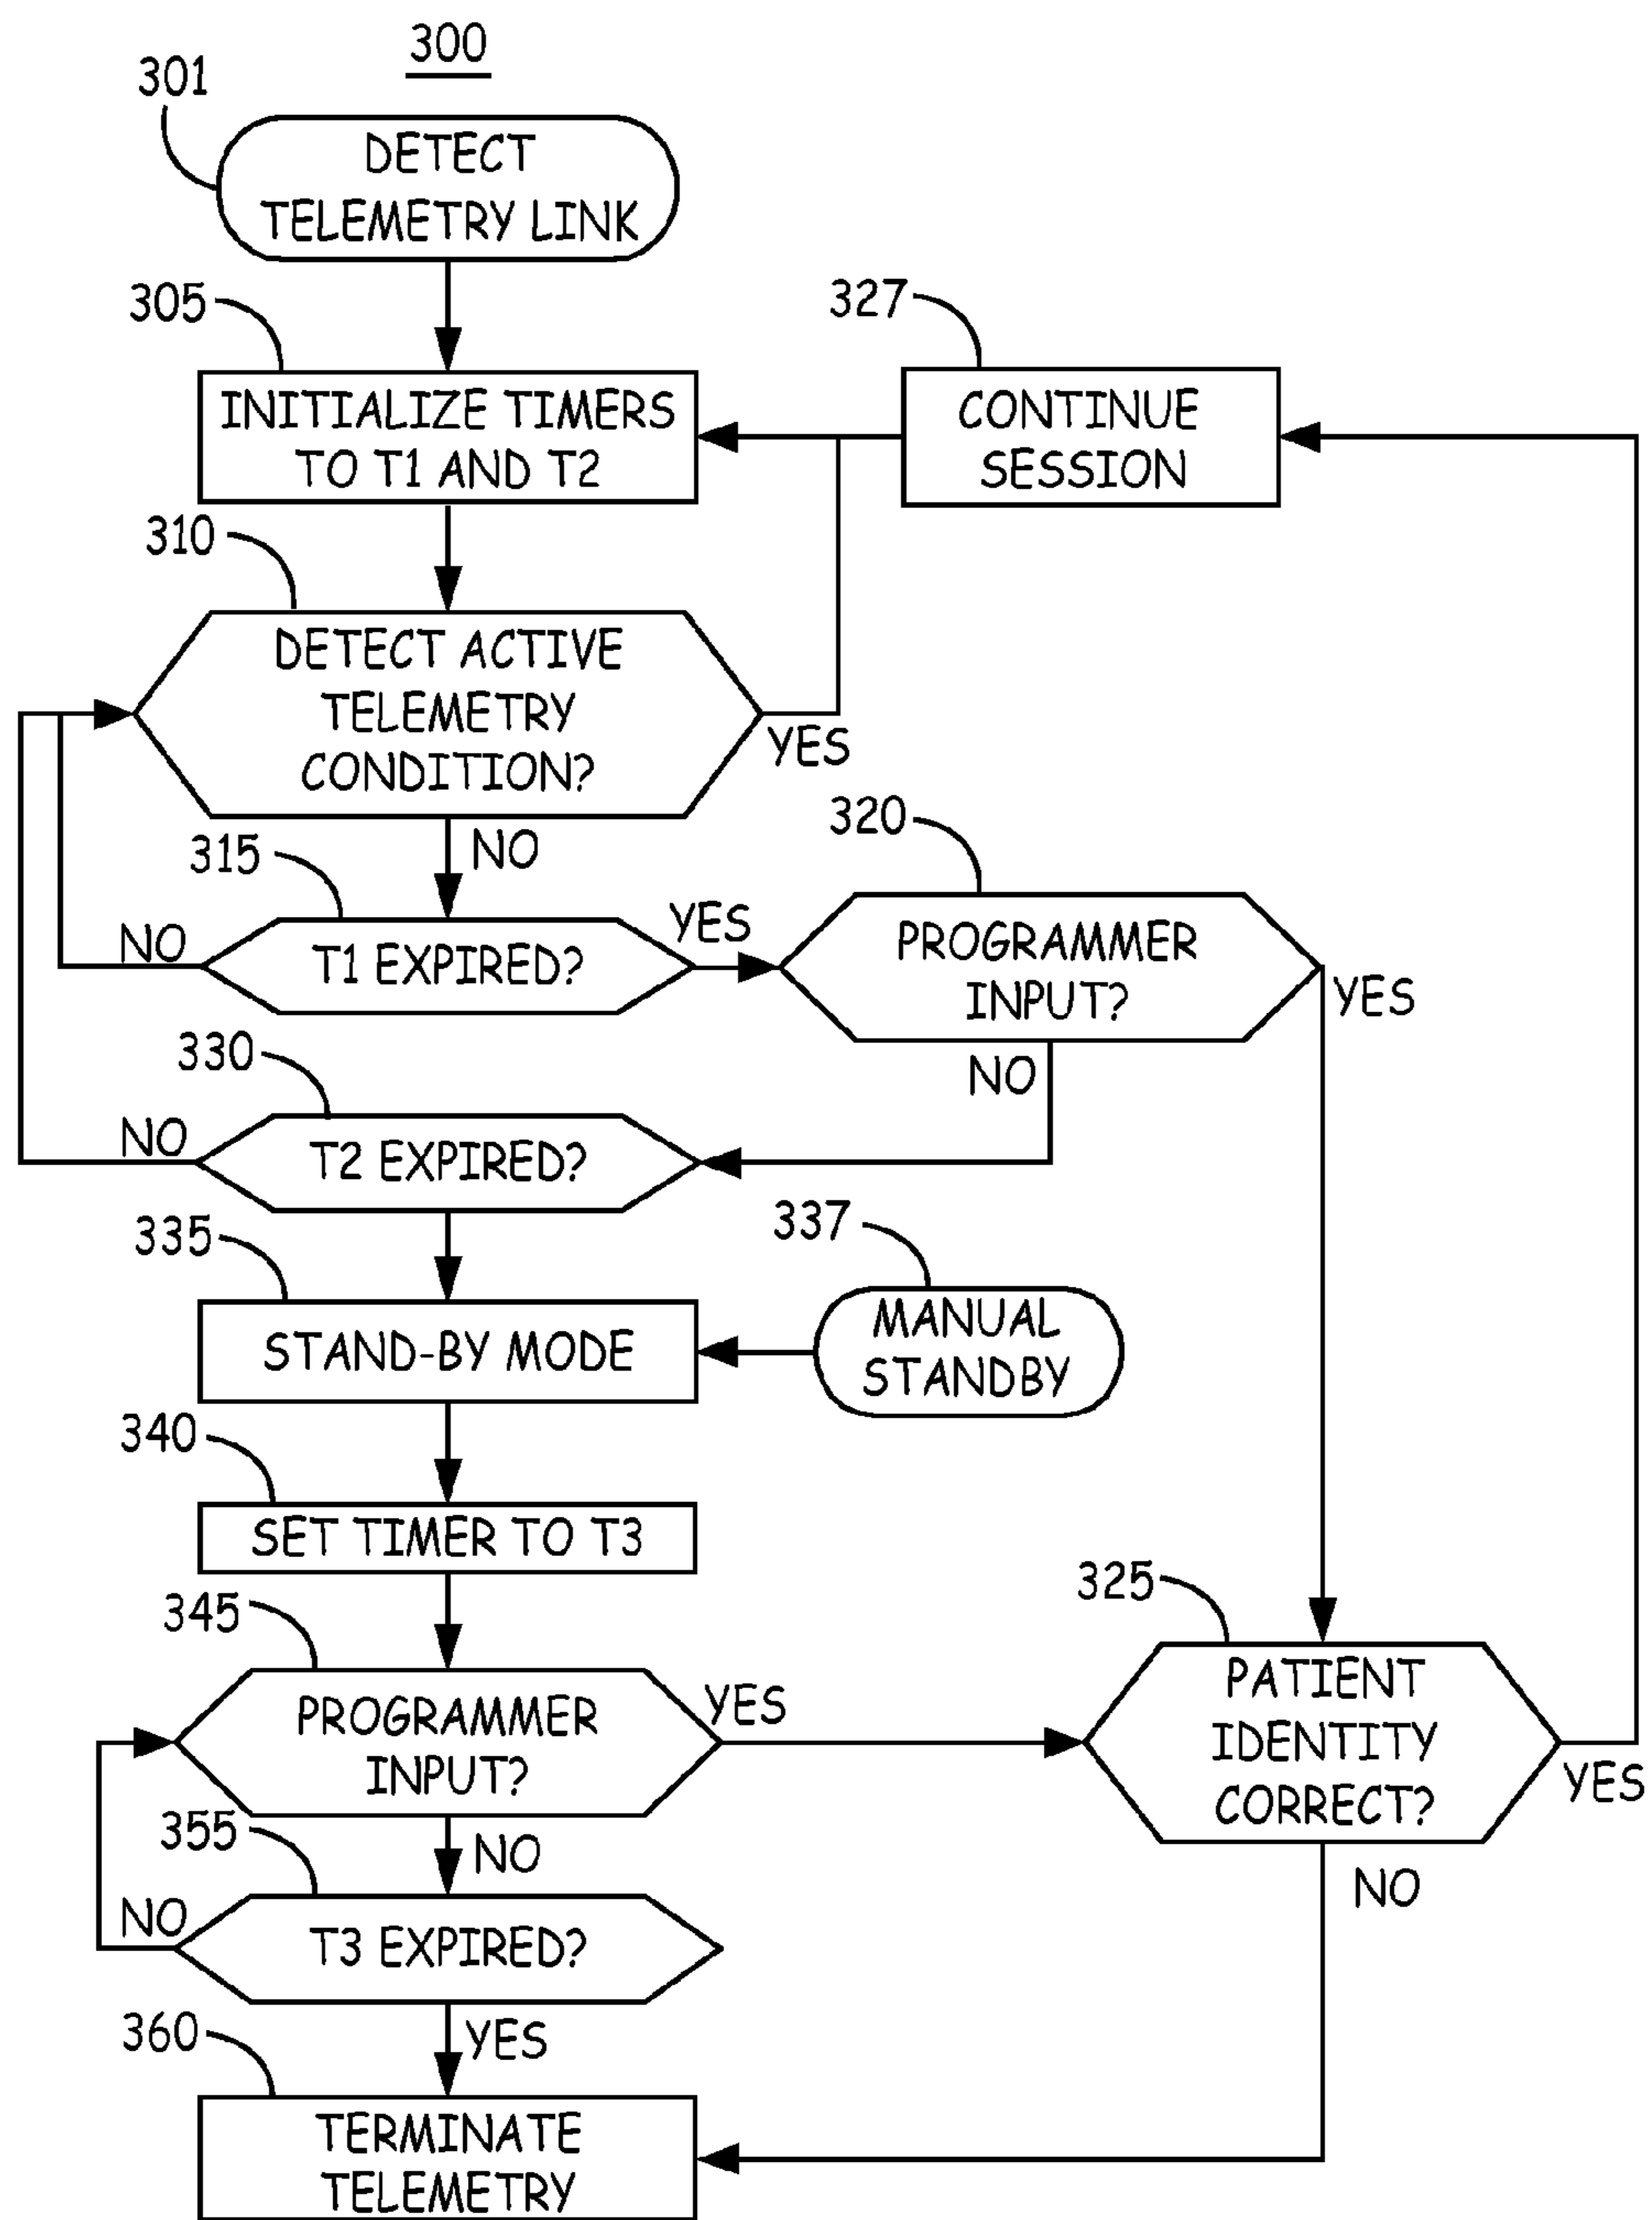 300
301
DETECT
TELEMETRY LINK
305
INITIALIZE TIMERS
TO T1 AND T2
327
CONTINUE
SESSION
310
DETECT ACTIVE
TELEMETRY
CONDITION?
YES
NO
315
T1 EXPIRED?
NO
YES
320
PROGRAMMER
INPUT?
YES
NO
330
T2 EXPIRED?
NO
335
STAND-BY MODE
337
MANUAL
STANDBY
340
SET TIMER TO T3
345
PROGRAMMER
INPUT?
YES
NO
325
PATIENT
IDENTITY
CORRECT?
YES
NO
355
T3 EXPIRED?
NO
YES
360
TERMINATE
TELEMETRY